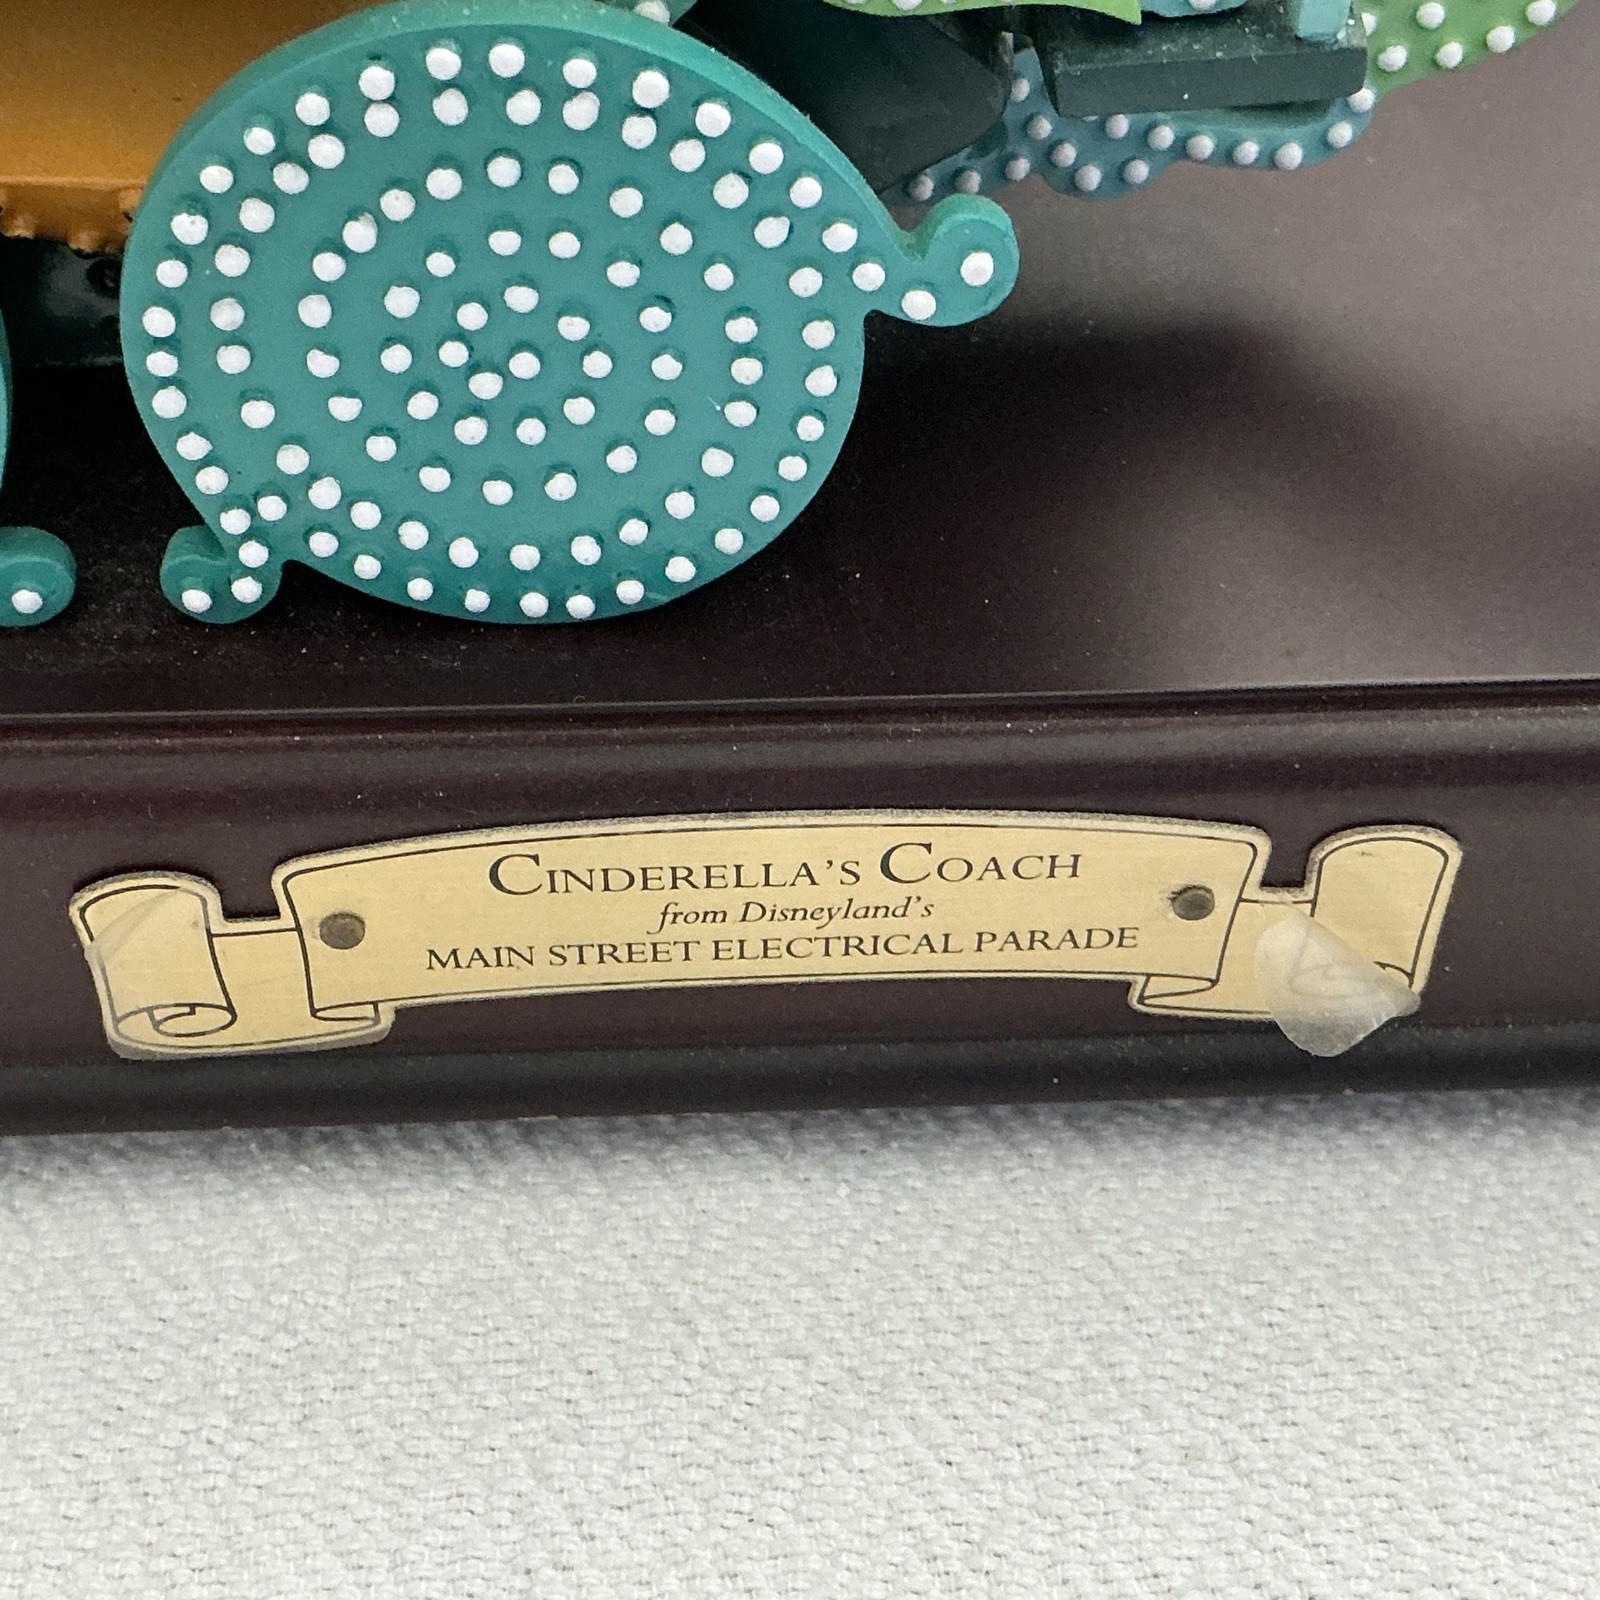 CINDERELLA'S COACH
from Disneyland's
MAIN STREET ELECTRICAL PARADE